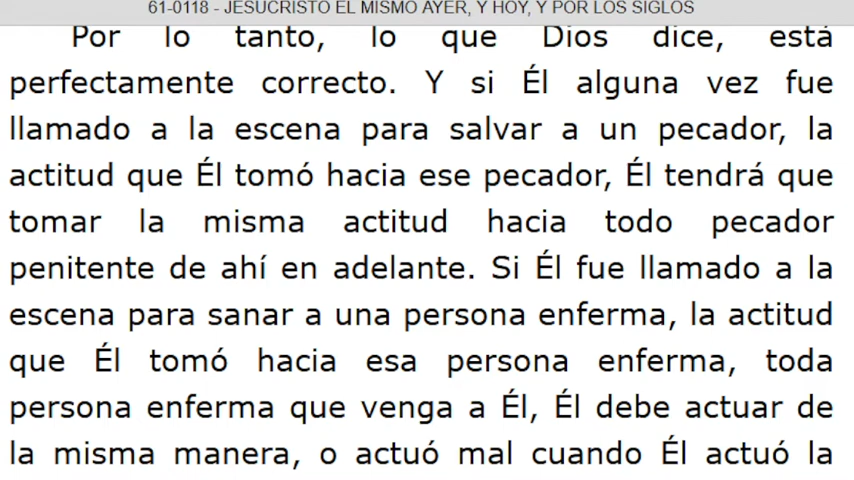 61-0118 - JESUCRISTO EL MISMO AYER, Y HOY, Y POR LOS SIGLOS
Por lo tanto, lo que Dios dice, está
perfectamente correcto. Y si Él alguna vez fue
llamado a la escena para salvar a un pecador, la
actitud que Él tomó hacia ese pecador, Él tendrá que
tomar la misma actitud hacia todo pecador
penitente de ahí en adelante. Si Él fue llamado a la
escena para sanar a una persona enferma, la actitud
que Él tomó hacia esa persona enferma, toda
persona enferma que venga a Él, Él debe actuar de
la misma manera, o actuó mal cuando Él actuó la